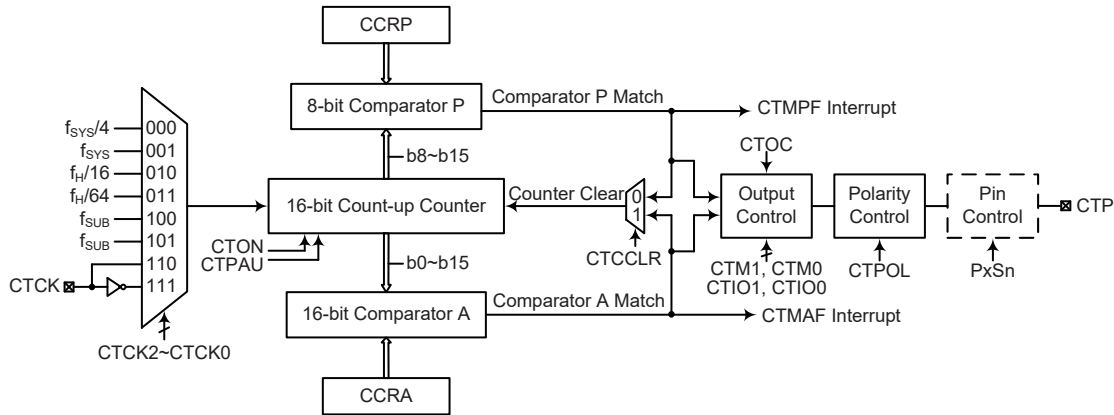 CCRP
8-bit Comparator P
Comparator P Match
CTMPF Interrupt
fSYS/4
000
fSYS
001
fH/16
010
fH/64
011
fSUB
100
fSUB
101
110
111
CTCK
CTCK2~CTCK0
b8~b15
16-bit Count-up Counter
Counter Clear
0
1
CTCCLR
CTON
CTPAU
b0~b15
CTOC
Output
Control
CTM1, CTM0
CTIO1, CTIO0
Polarity
Control
CTPOL
Pin
Control
PxSn
CTP
16-bit Comparator A
Comparator A Match
CTMAF Interrupt
CCRA